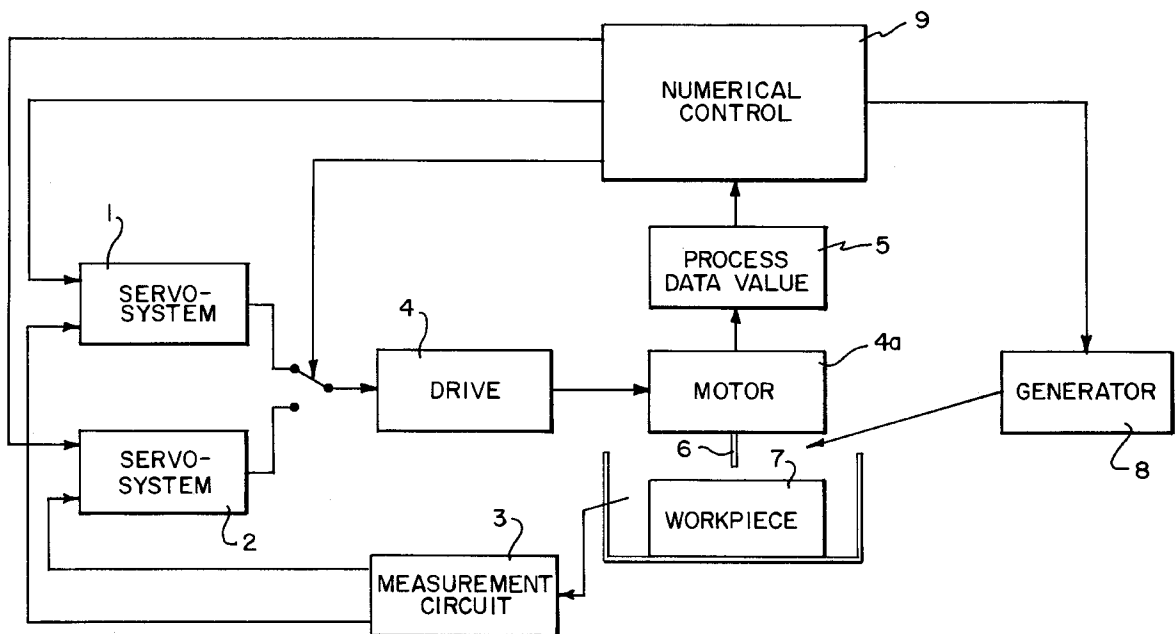 9
NUMERICAL
CONTROL
1
SERVO-
SYSTEM
5
PROCESS
DATA VALUE
4
DRIVE
4a
MOTOR
GENERATOR
8
SERVO-
SYSTEM
2
6
7
WORKPIECE
3
MEASUREMENT
CIRCUIT